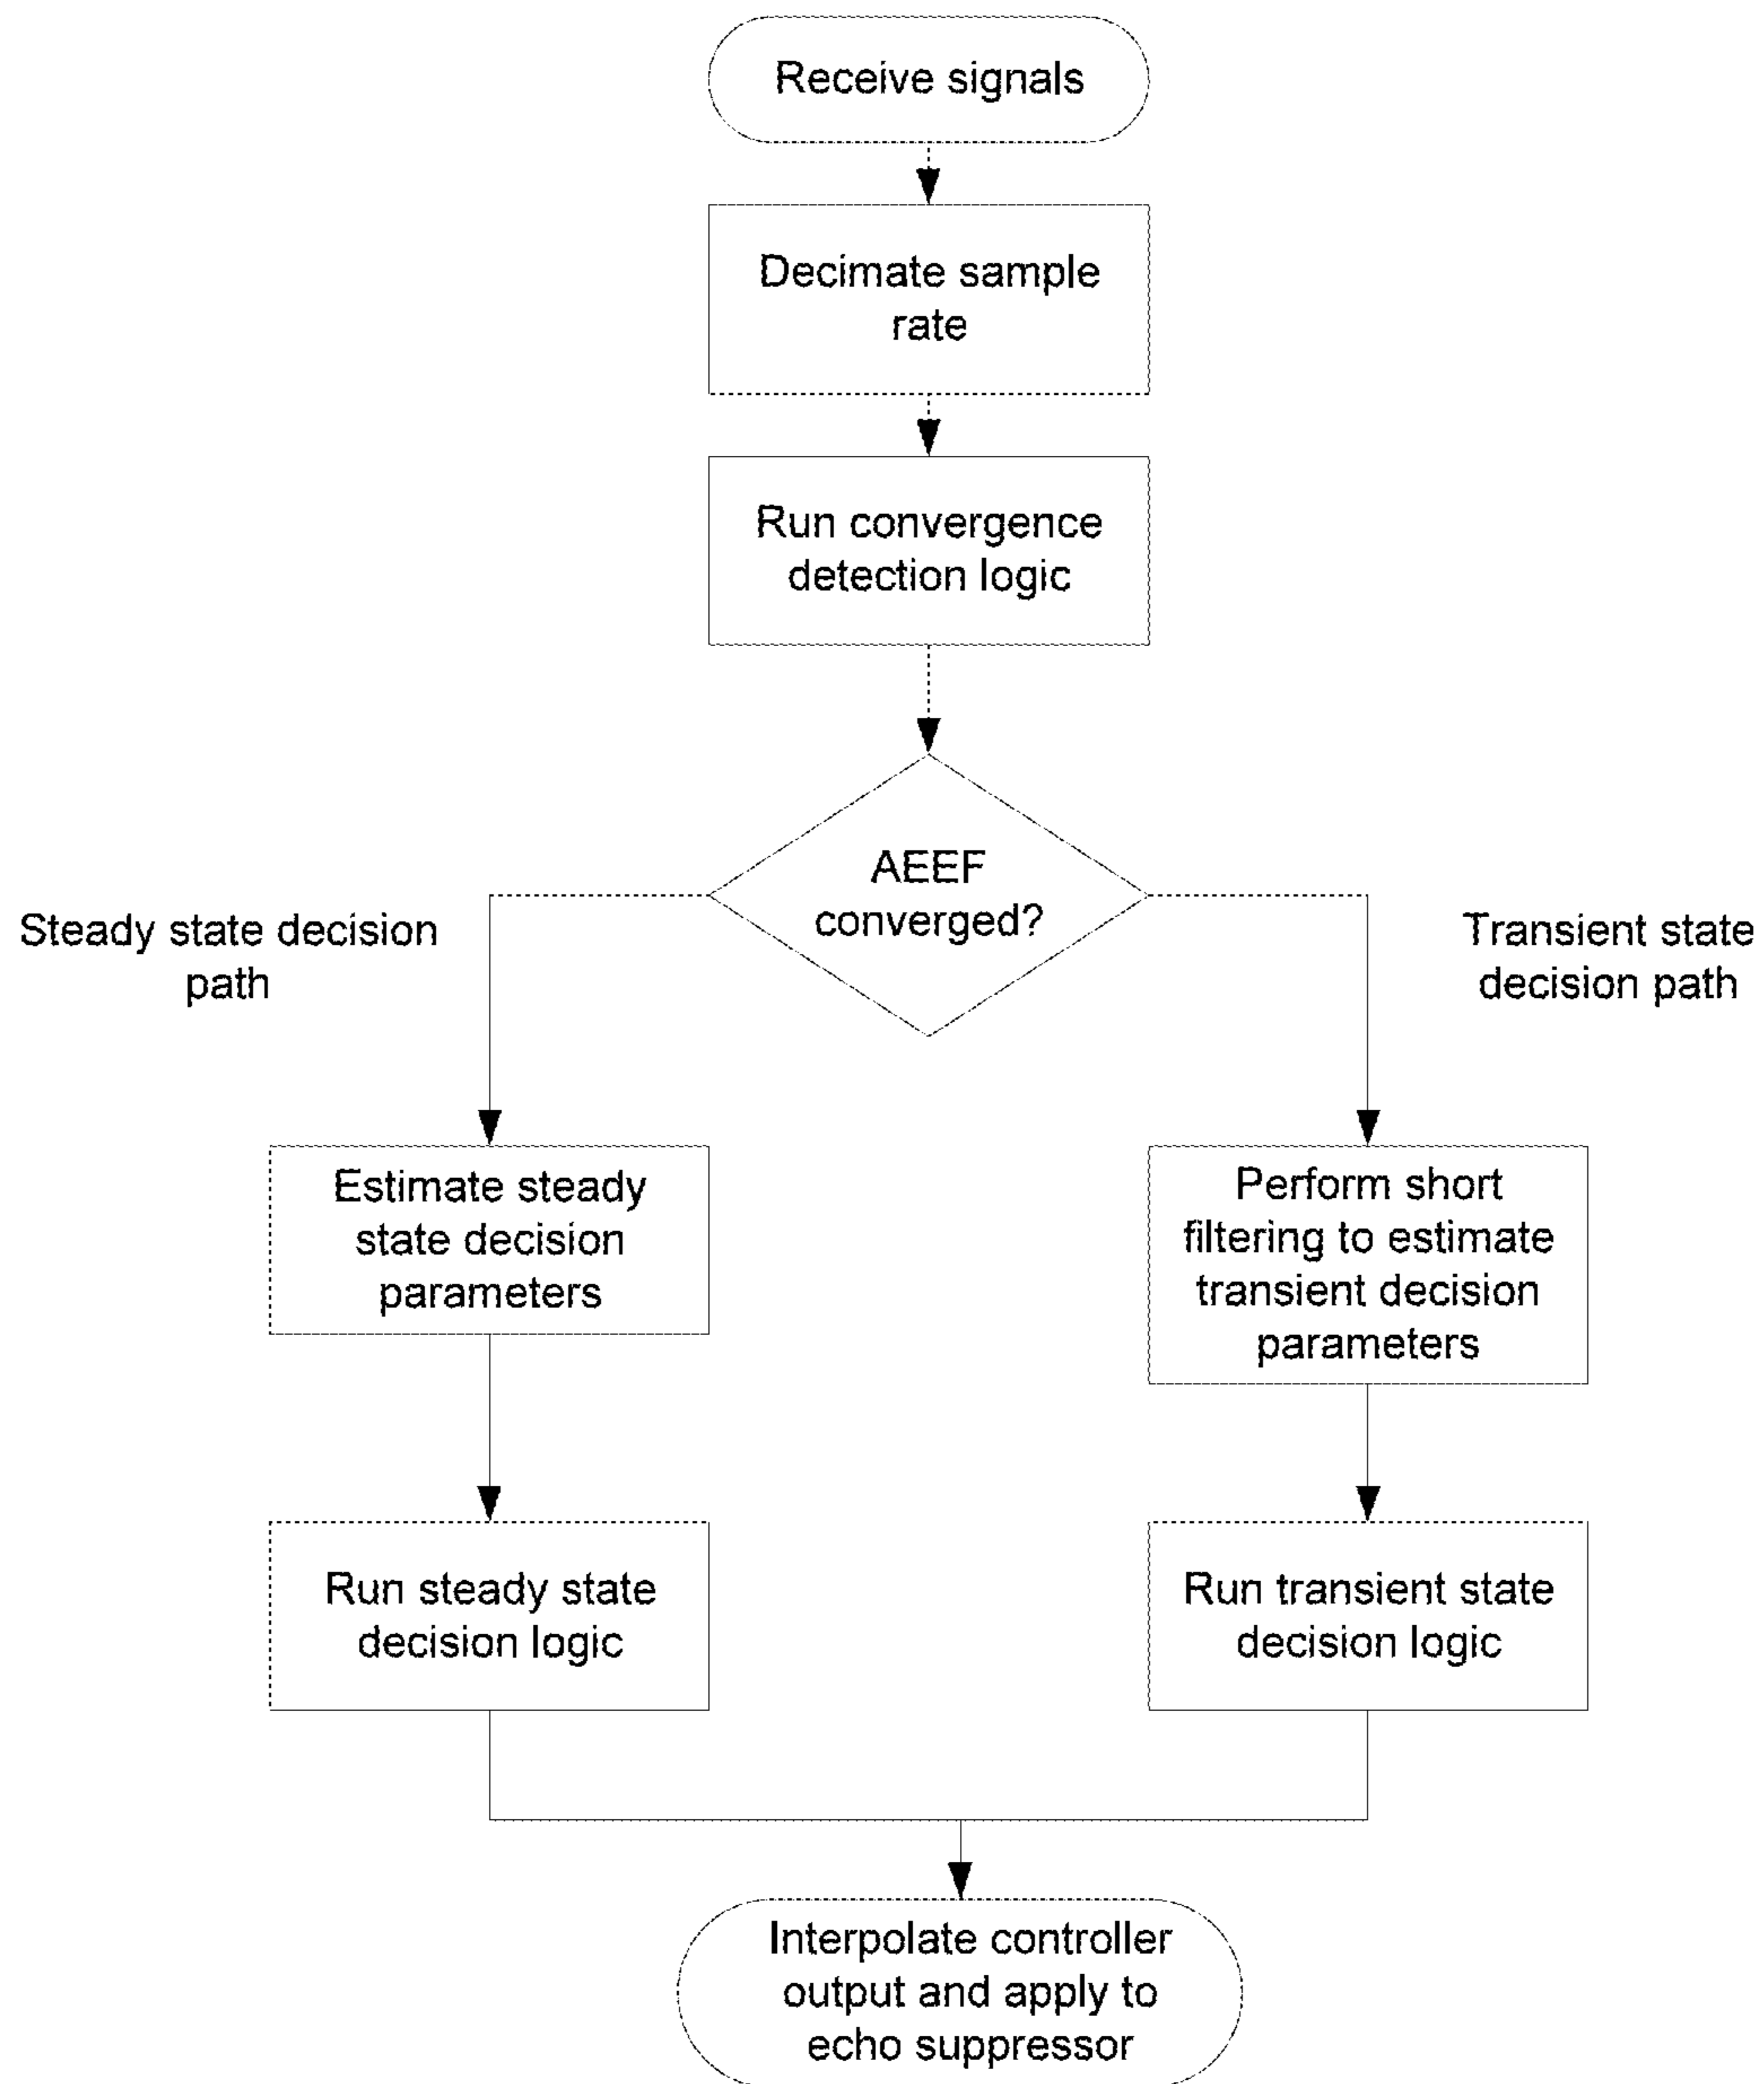 Receive signals
Decimate sample
rate
Run convergence
detection logic
AEEF
converged?
Steady state decision
path
Transient state
decision path
Estimate steady
state decision
parameters
Perform short
filtering to estimate
transient decision
parameters
Run steady state
decision logic
Run transient state
decision logic
Interpolate controller
output and apply to
echo suppressor